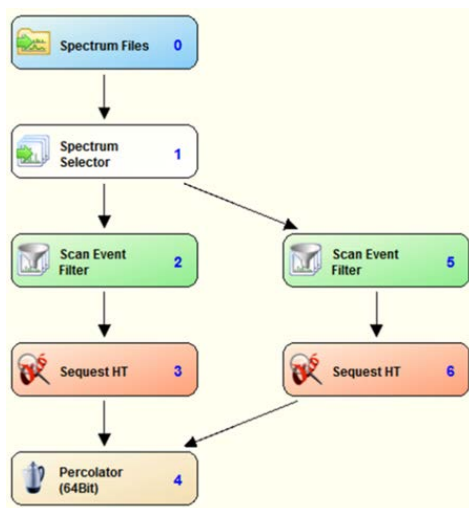 Spectrum Files 0
Spectrum
Selector 1
Scan Event
Filter 2
Scan Event
Filter 5
Sequest HT 3
Sequest HT 6
Percolator
(64Bit) 4